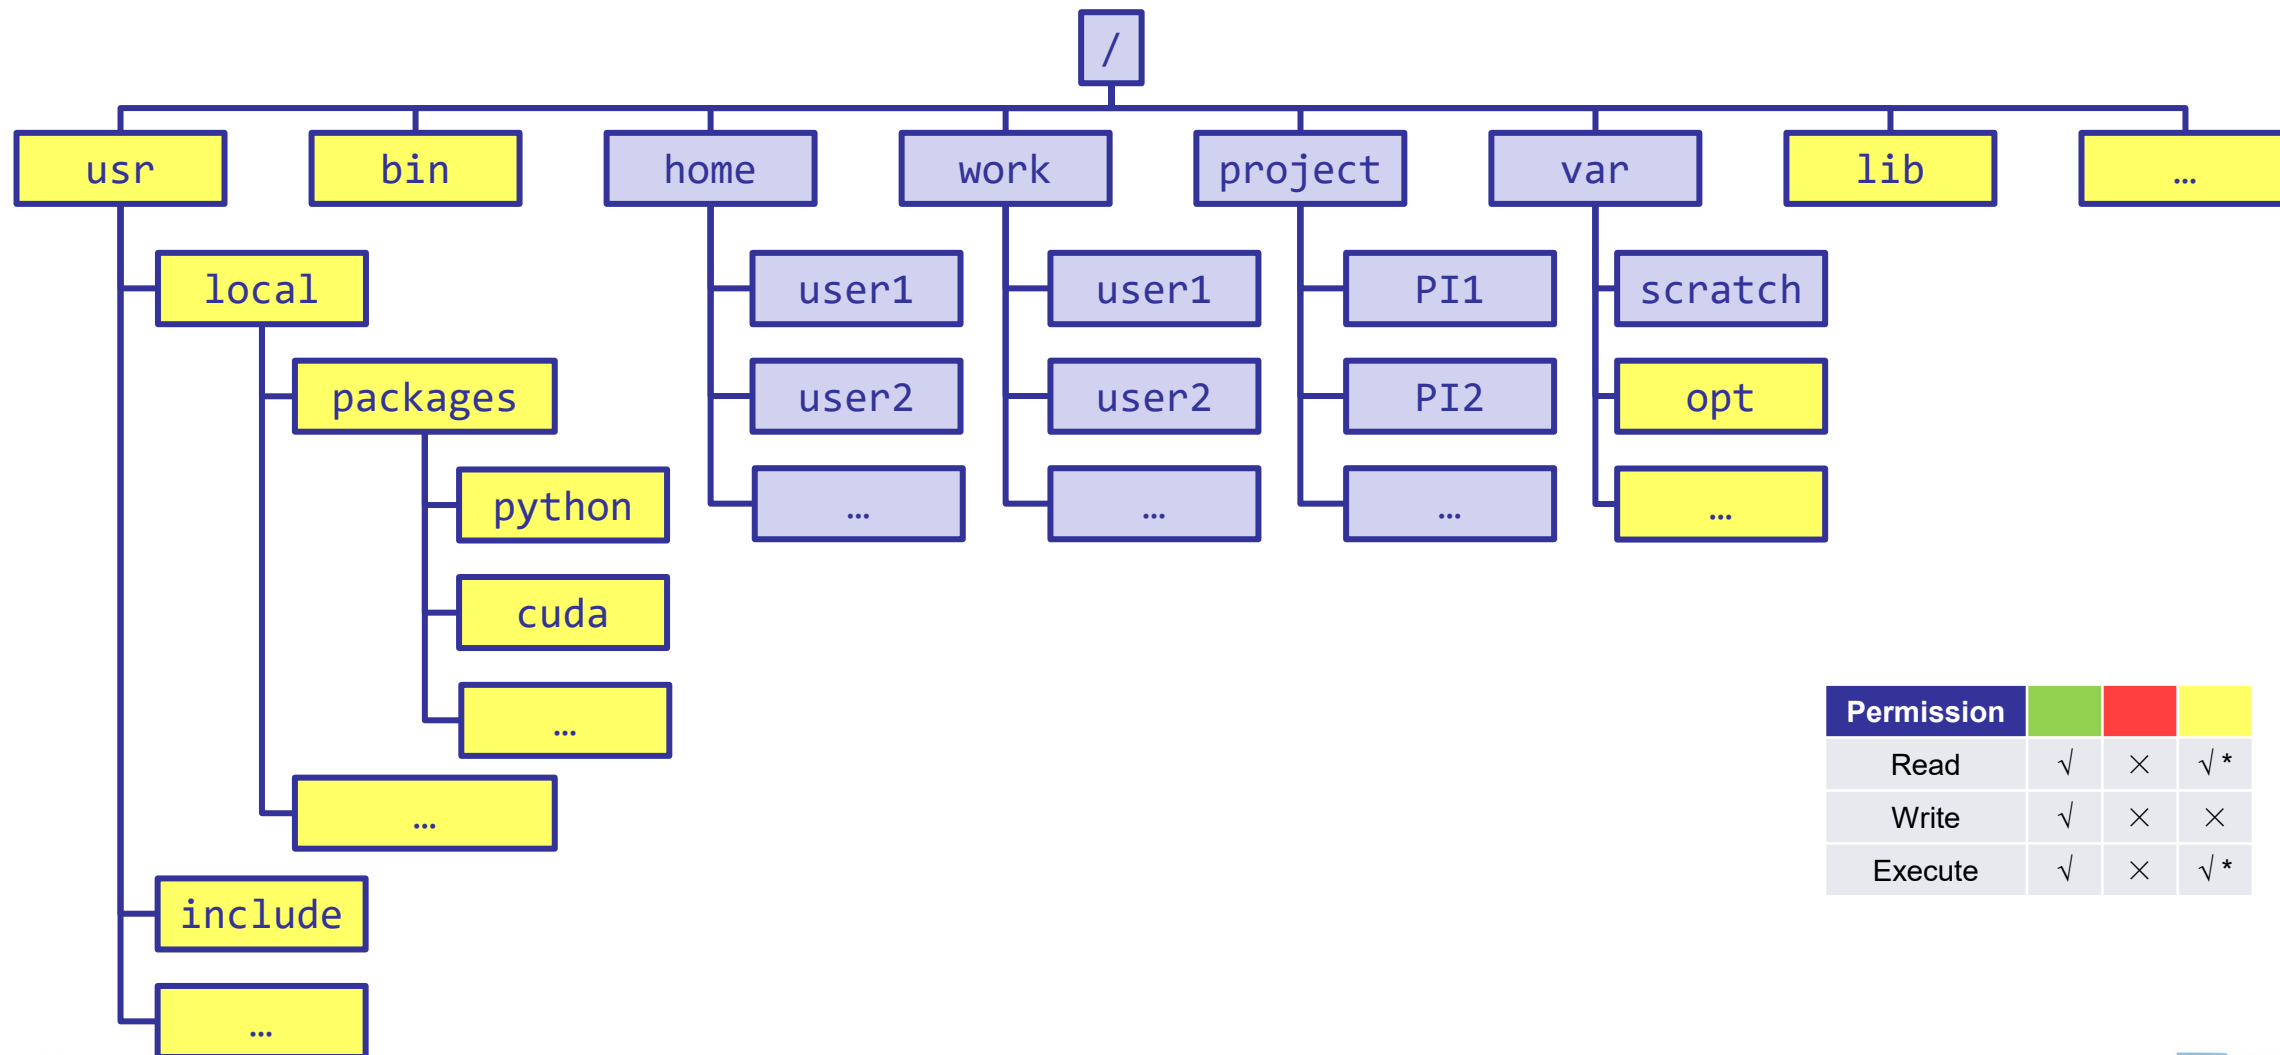 /
usr bin home work project var lib …
local user1 user1 PI1 scratch
packages user2 user2 PI2 opt
python … … … …
cuda
…
…
include
…
Permission
Read √ × √*
Write √ × ×
Execute √ × √*